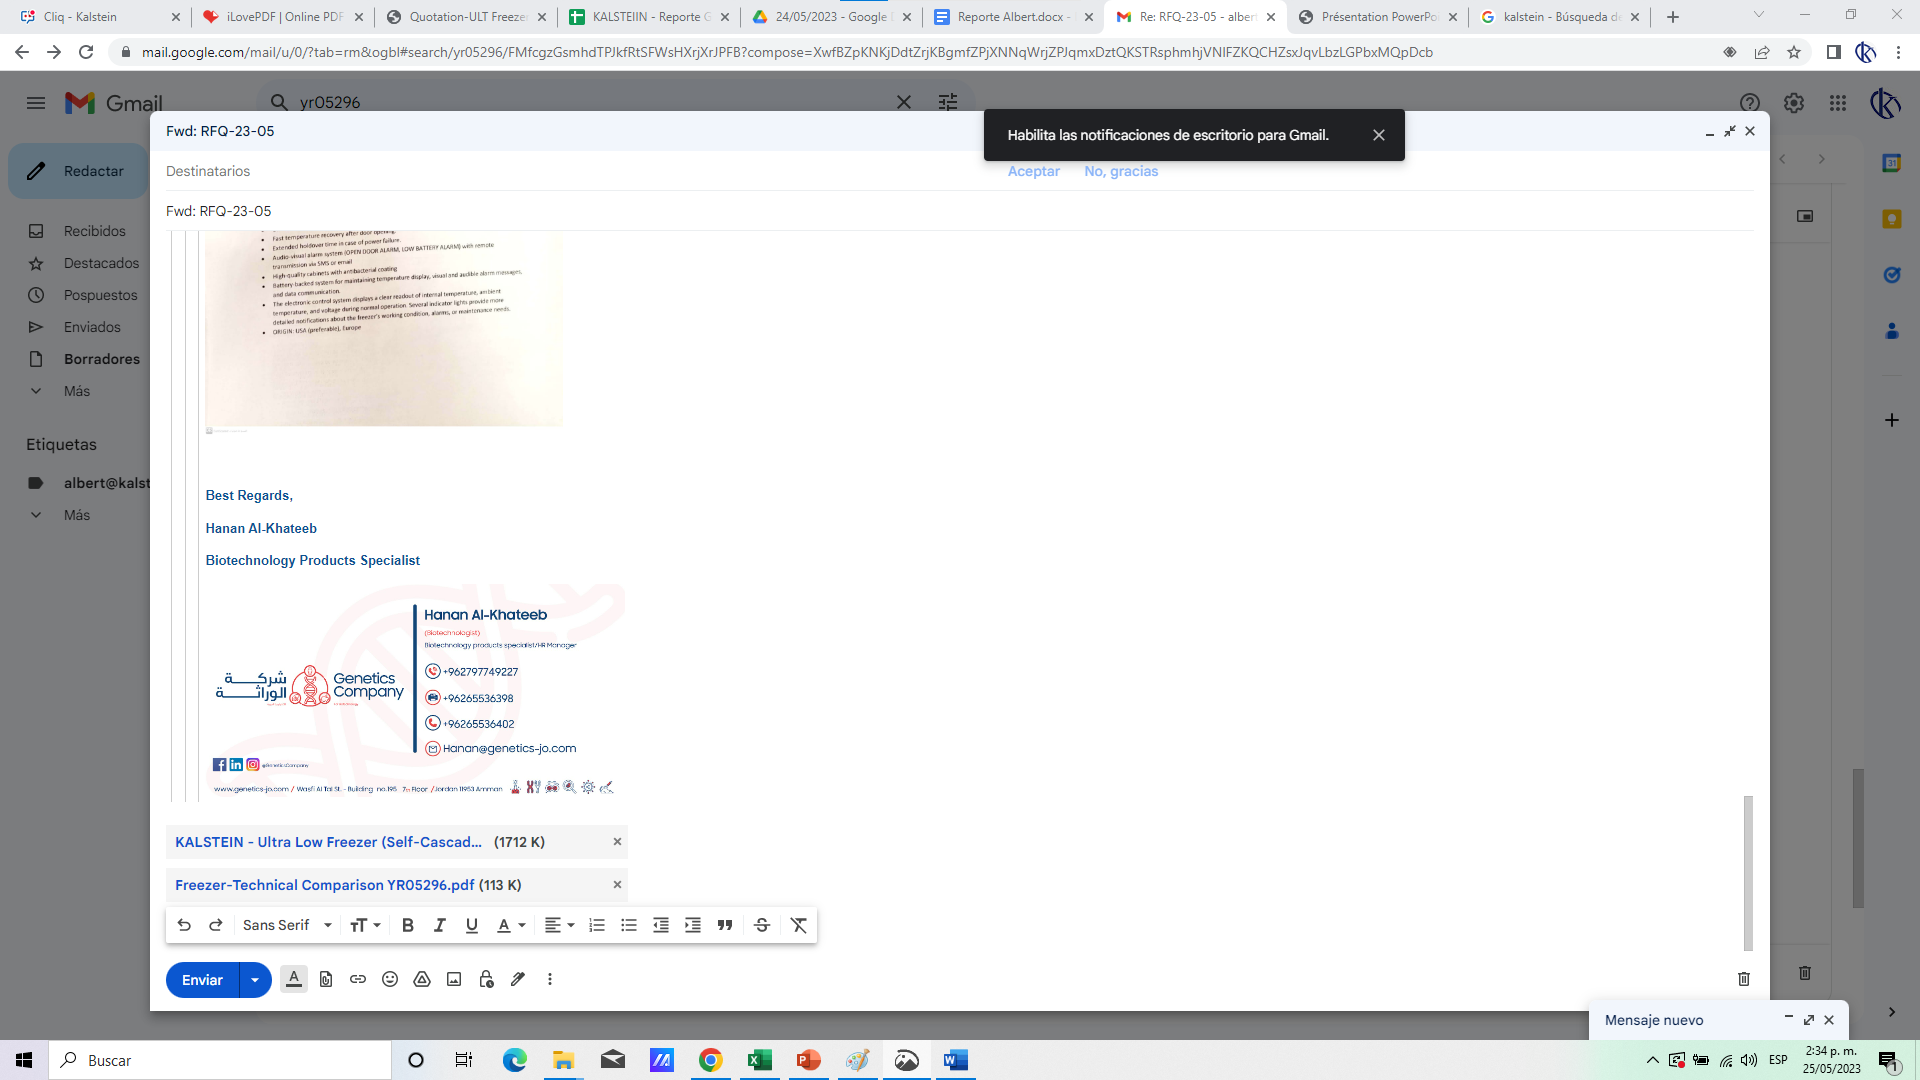 Cliq - Kalstein
iLovePDF | Online PDF
Quotation-ULT Freezer
KALSTEIIN - Reporte G
24/05/2023 - Google
Reporte Albert.docx -
Re: RFQ-23-05 - albert
Présentation PowerPo
kalstein - Búsqueda de
mail.google.com/mail/u/0/?tab=rm&ogbl#search/yr05296/FMfcgzGsmhdTPJkfRtSFWsHXrjXrJPFB?compose=XwfBZpKNKjDdtZrjKBgmfZPjXNNqWrjZPJqmxDztQKSTRsphmhjVNIFZKQCHZsxJqvLbzLGPbxMQpDcb
Gmail
yr05296
Habilita las notificaciones de escritorio para Gmail.
Aceptar
No, gracias
Redactar
Recibidos
Destacados
Pospuestos
Enviados
Borradores
Más
Etiquetas
albert@kalst
Más
Fwd: RFQ-23-05
Destinatarios
Fwd: RFQ-23-05
Fast temperature recovery after door opening.
Extended holdover time in case of power failure.
Audio-visual alarm system (OPEN DOOR ALARM, LOW BATTERY ALARM) with remote
transmission via SMS or email
High-quality cabinets with antibacterial coating
Battery-backed system for maintaining temperature display, visual and audible alarm messages,
and data communication.
The electronic control system displays a clear readout of internal temperature, ambient
temperature, and voltage during normal operation. Several indicator lights provide more
detailed notifications about the freezer's working condition, alarms, or maintenance needs.
ORIGIN: USA (preferable), Europe
Best Regards,
Hanan Al-Khateeb
Biotechnology Products Specialist
Hanan Al-Khateeb
(Biotechnologist)
Biotechnology products specialist/HR Manager
+962797749227
+96265536398
+96265536402
Hanan@genetics-jo.com
شركة
الوراثة
Genetics
Company
@GeneticsCompany
www.genetics-jo.com / Wasfi Al Tal St. - Building no.195 7th Floor /Jordan 11953 Amman
KALSTEIN - Ultra Low Freezer (Self-Cascad... (1712 K)
Freezer-Technical Comparison YR05296.pdf (113 K)
Sans Serif
Enviar
Mensaje nuevo
Buscar
ESP
2:34 p. m.
25/05/2023
1